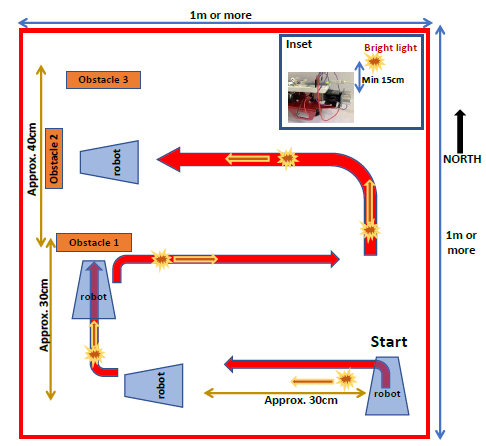 1m or more
Inset
Bright light
Min 15cm
Obstacle 3
Approx. 40cm
Obstacle 2
robot
NORTH
Obstacle 1
1m or
more
robot
Approx. 30cm
Start
robot
robot
Approx. 30cm